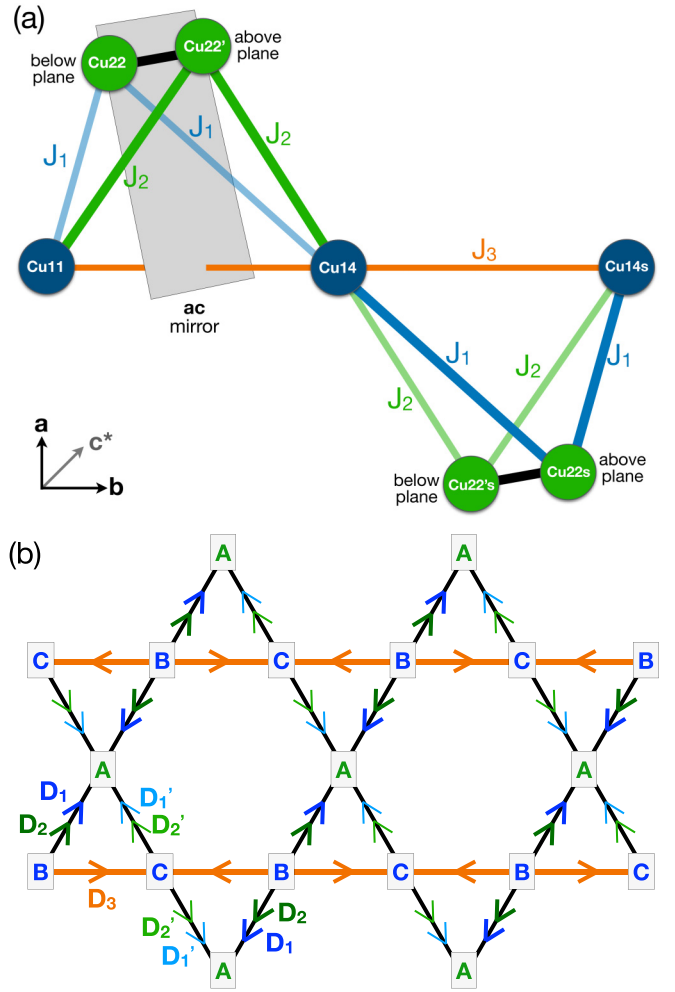 (a)
Cu22 Cu22’ above
below plane
plane
J1 J1 J2
J2
J3
Cu11 Cu14 Cu14s
ac
mirror
J1 J2 J1
J2
a
c*
b
below Cu22’s Cu22s above
plane plane
(b)
A A
C B C B C B
A A A
D1 D1’
D2 D2’
B C B C B C
D3
D2’ D2
D1’ D1
A A